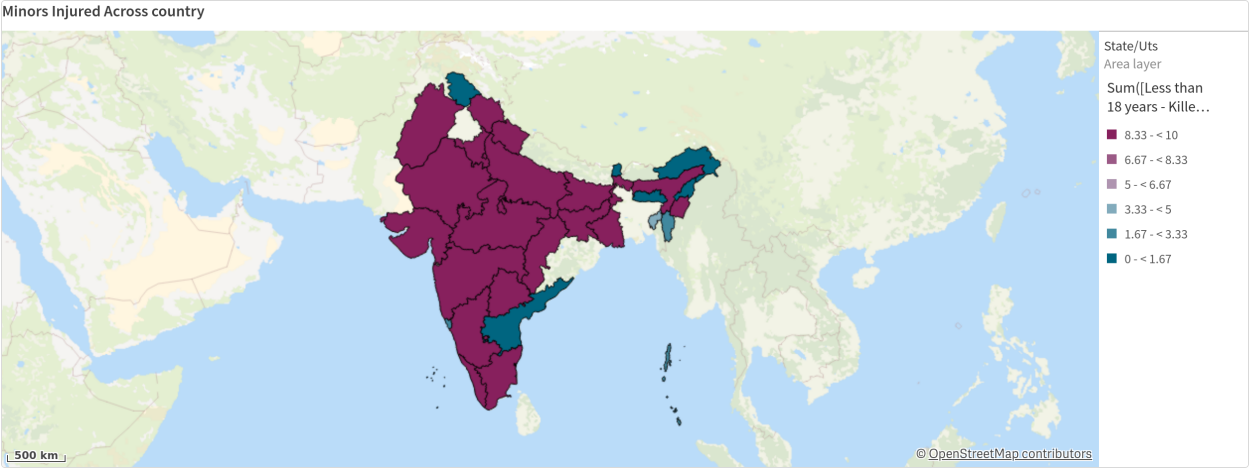 Minors Injured Across country
State/Uts
Area layer
Sum([Less than
18 years - Kille…
8.33 - < 10
6.67 - < 8.33
5 - < 6.67
3.33 - < 5
1.67 - < 3.33
0 - < 1.67
500 km
© OpenStreetMap contributors